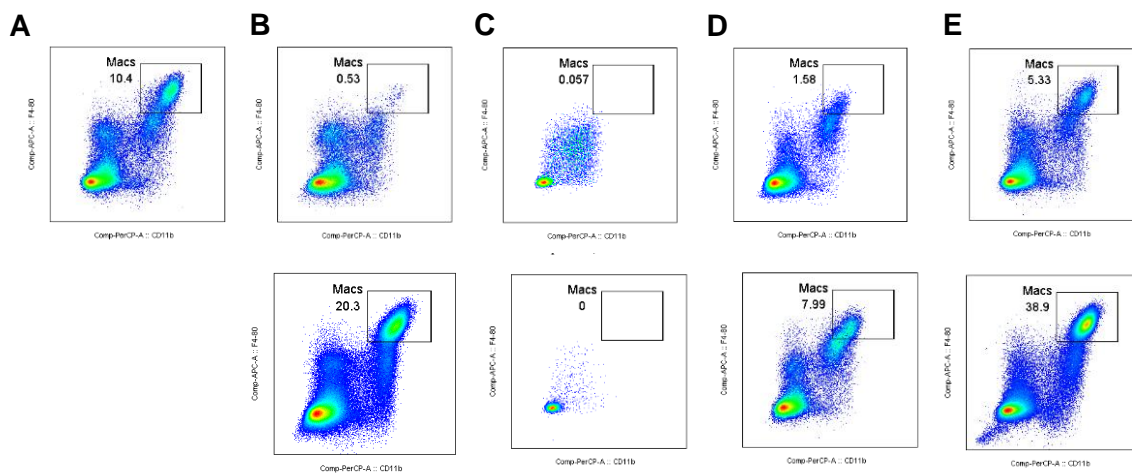 A
B
C
D
E
Macs
10.4
Comp-APC-A :: F4-80
Comp-PerCP-A :: CD11b
Macs
0.53
Comp-APC-A :: F4-80
Comp-PerCP-A :: CD11b
Macs
0.057
Comp-APC-A :: F4-80
Comp-PerCP-A :: CD11b
Macs
1.58
Comp-APC-A :: F4-80
Comp-PerCP-A :: CD11b
Macs
5.33
Comp-APC-A :: F4-80
Comp-PerCP-A :: CD11b
Macs
20.3
Comp-APC-A :: F4-80
Comp-PerCP-A :: CD11b
Macs
0
Comp-APC-A :: F4-80
Comp-PerCP-A :: CD11b
Macs
7.99
Comp-APC-A :: F4-80
Comp-PerCP-A :: CD11b
Macs
38.9
Comp-APC-A :: F4-80
Comp-PerCP-A :: CD11b